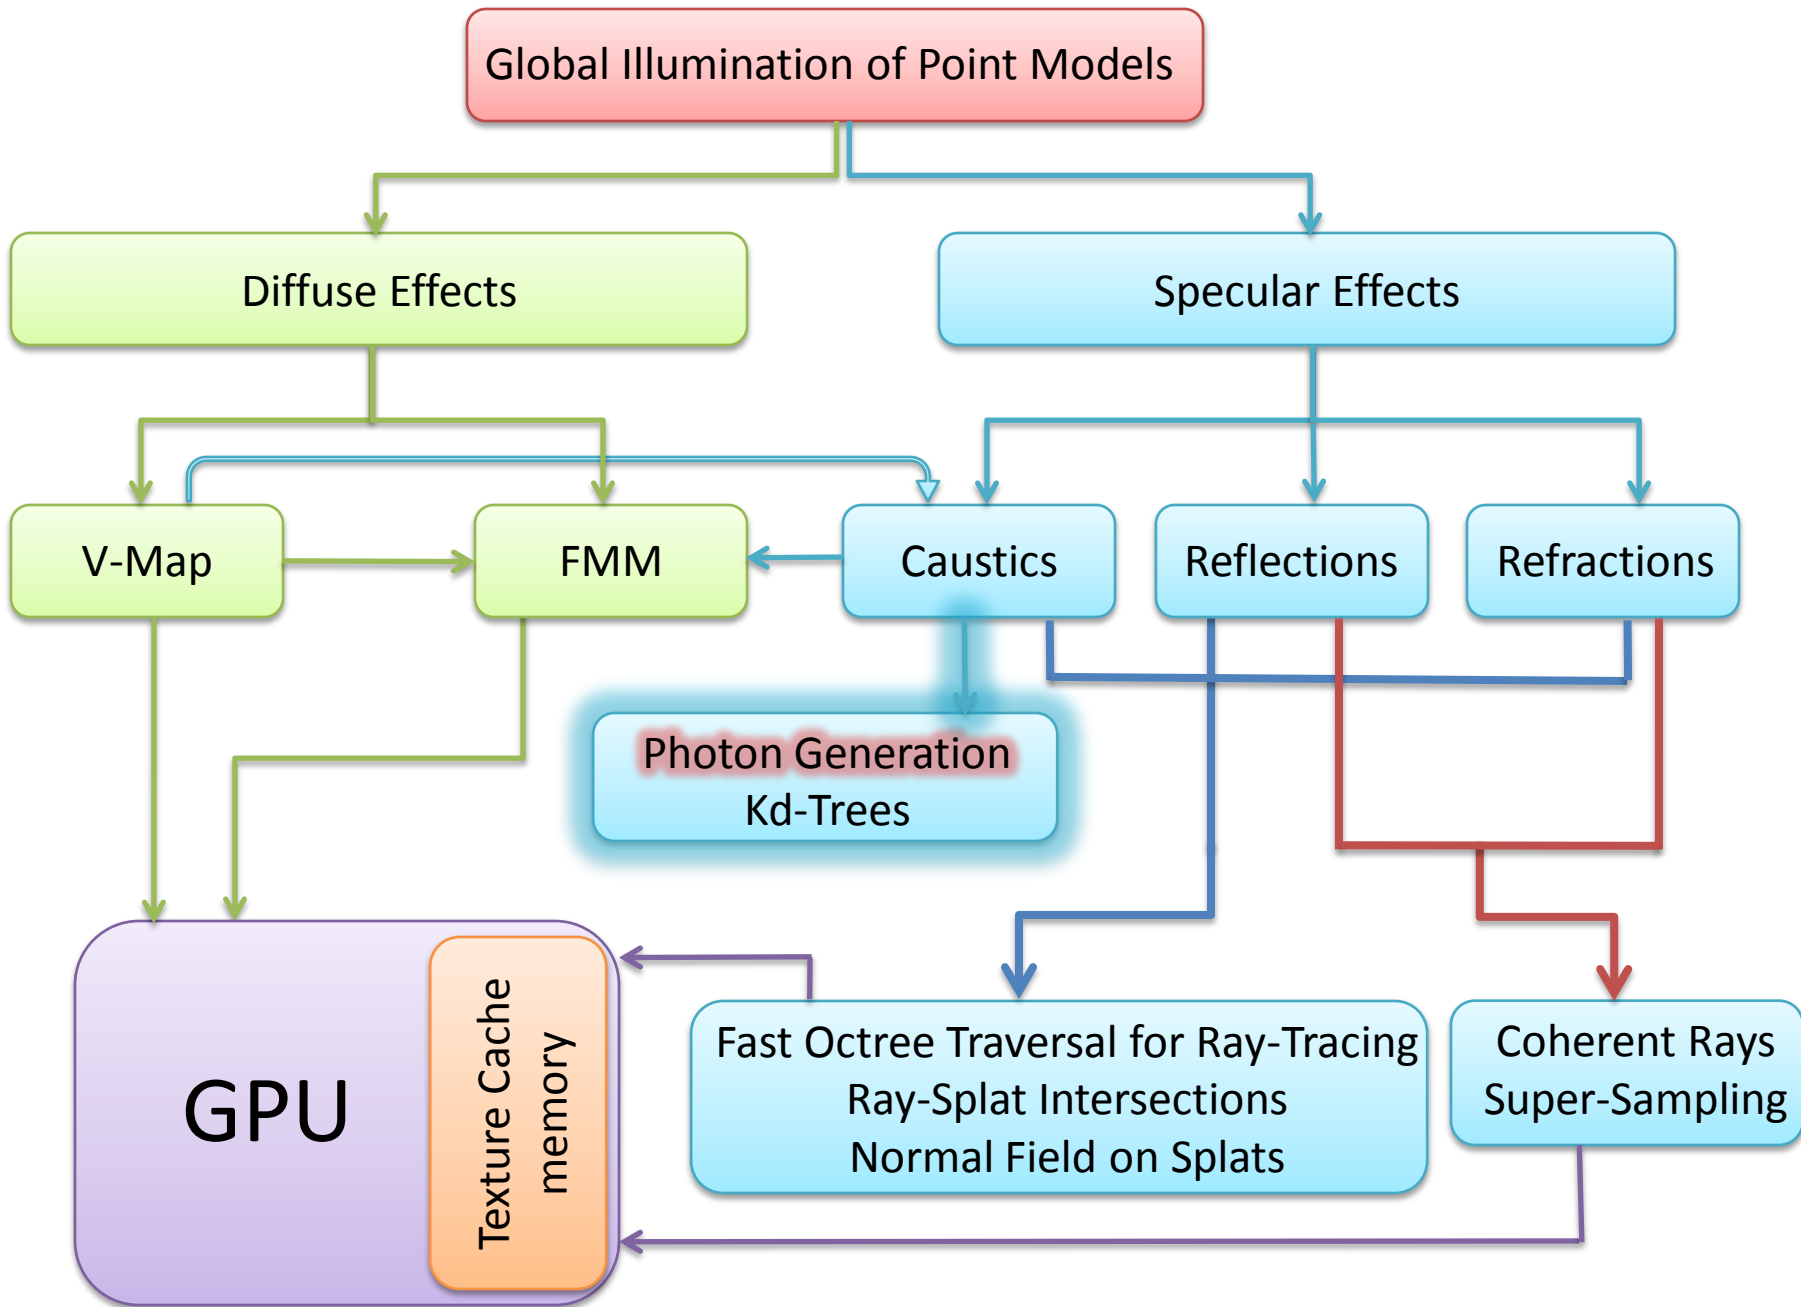 Global Illumination of Point Models
Diffuse Effects
Specular Effects
V-Map
FMM
Caustics
Reflections
Refractions
Photon Generation
Kd-Trees
GPU
Texture Cache
memory
Fast Octree Traversal for Ray-Tracing
Ray-Splat Intersections
Normal Field on Splats
Coherent Rays
Super-Sampling